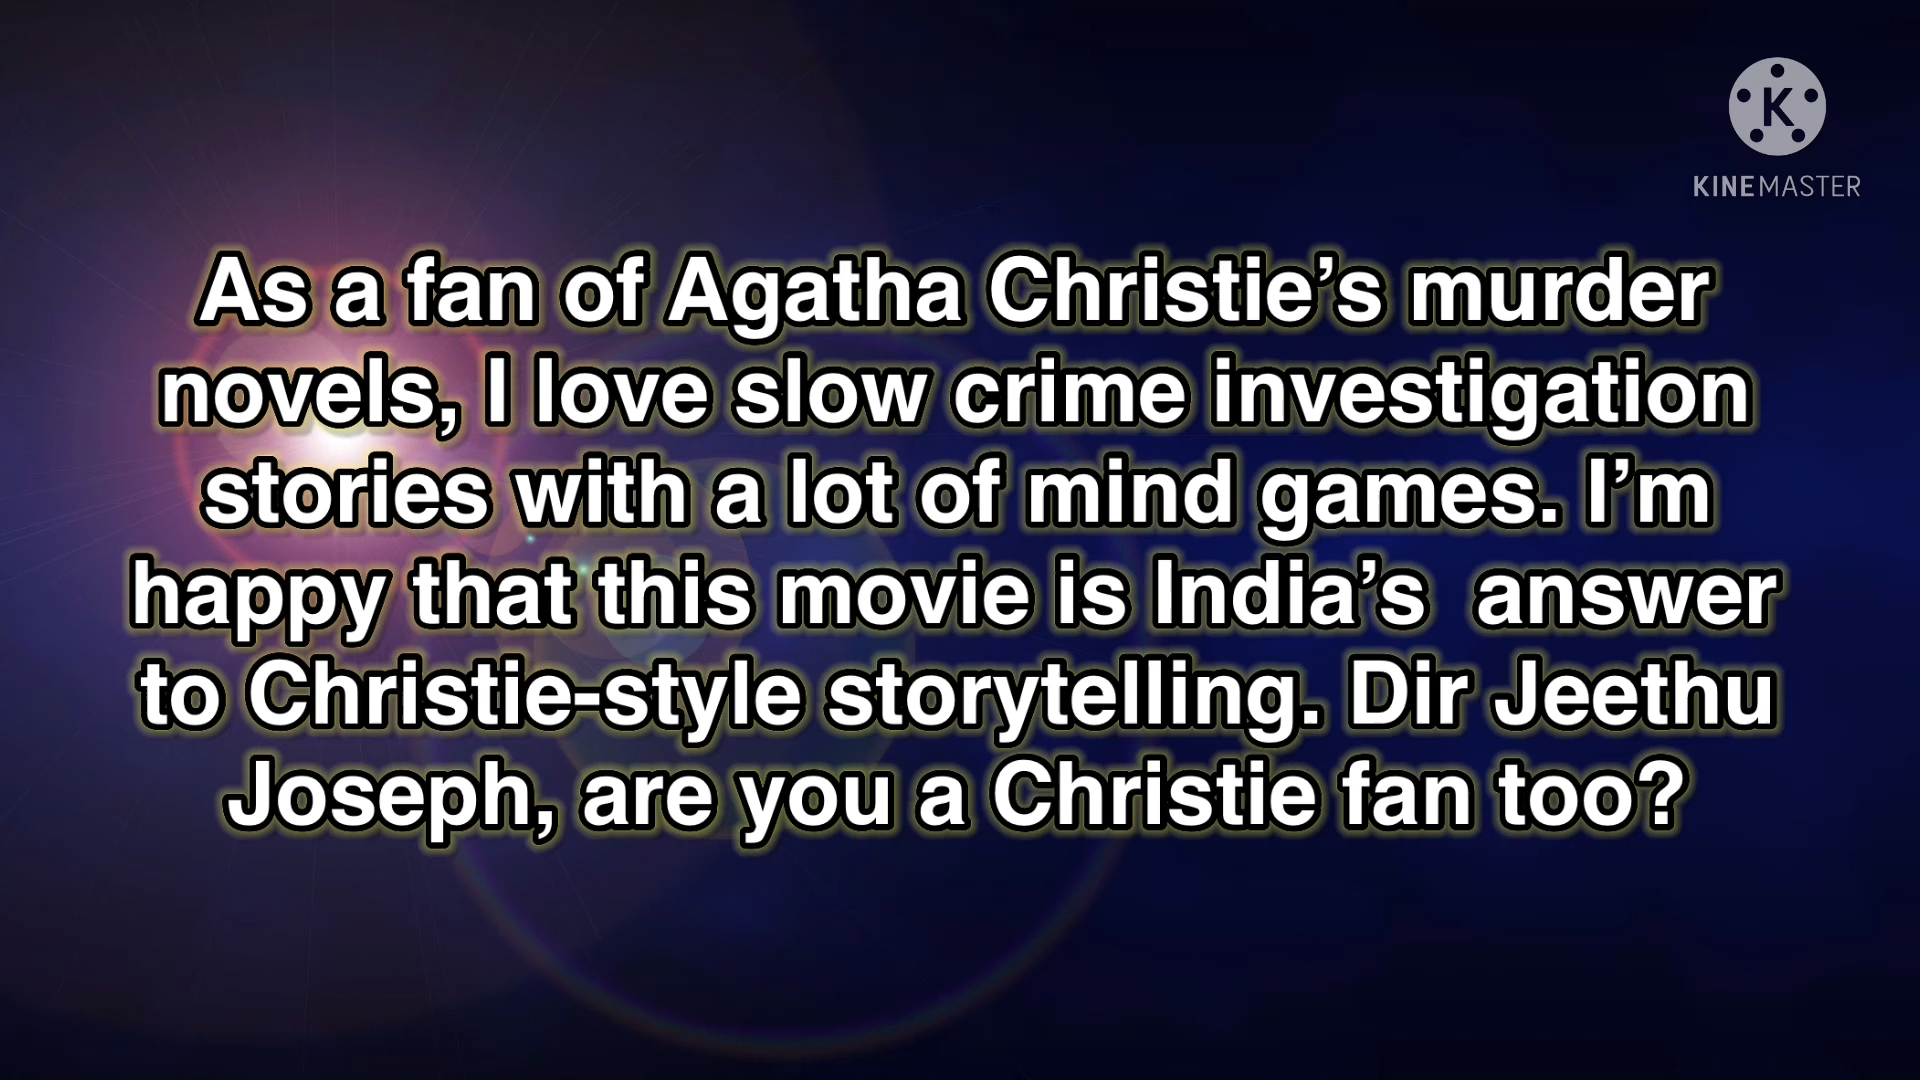 K
KINEMASTER
As a fan of Agatha Christie’s murder
novels, I love slow crime investigation
stories with a lot of mind games. I’m
happy that this movie is India’s  answer
to Christie-style storytelling. Dir Jeethu
Joseph, are you a Christie fan too?